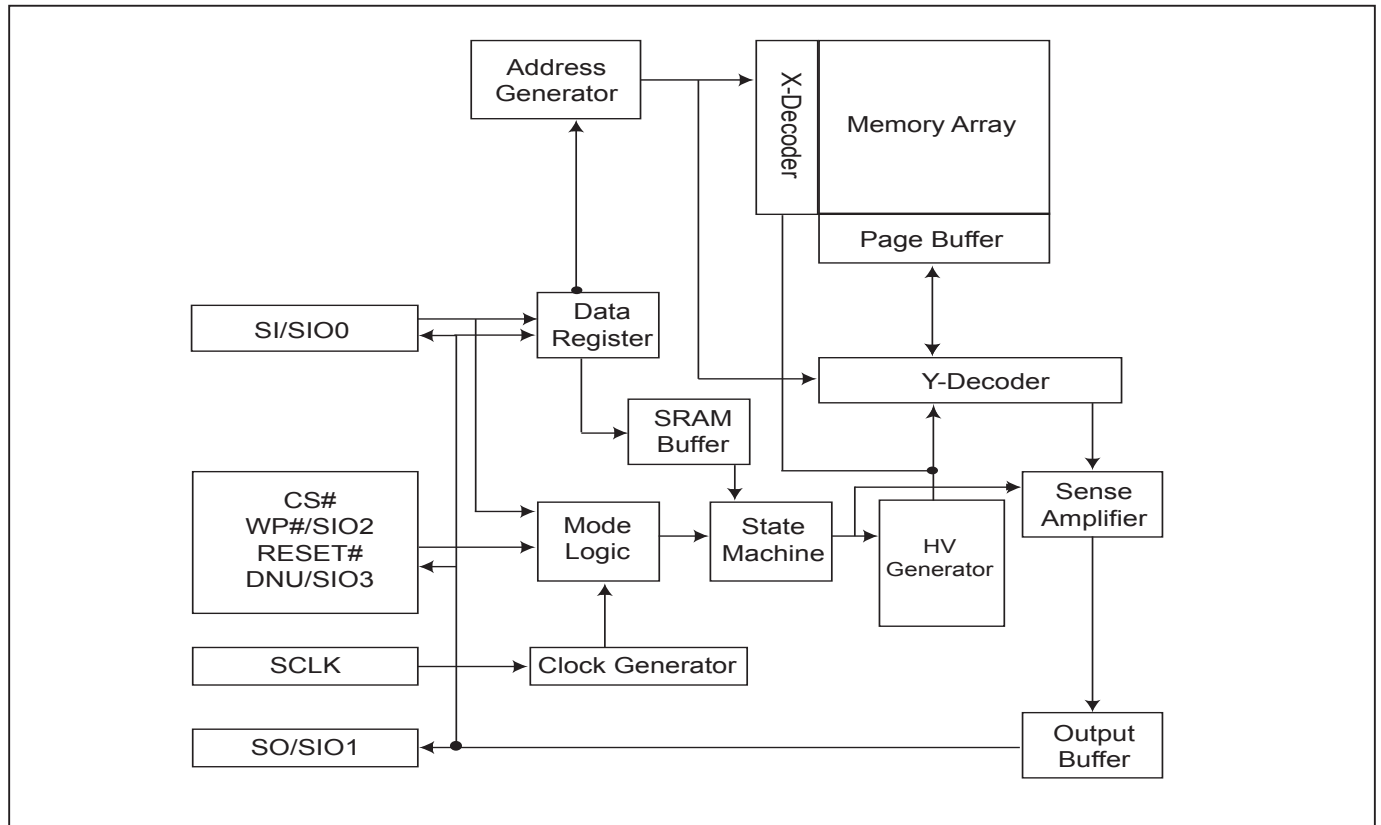 Address
Generator
X-Decoder
Memory Array
Page Buffer
SI/SIO0
Data
Register
Y-Decoder
SRAM
Buffer
CS#
WP#/SIO2
RESET#
DNU/SIO3
Mode
Logic
State
Machine
HV
Generator
Sense
Amplifier
SCLK
Clock Generator
SO/SIO1
Output
Buffer